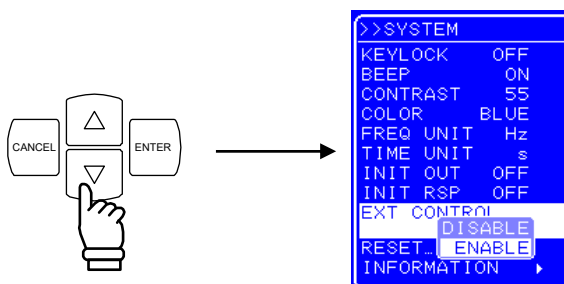 CANCEL
ENTER
>>SYSTEM
KEYLOCK OFF
BEEP ON
CONTRAST 55
COLOR BLUE
FREQ UNIT Hz
TIME UNIT s
INIT OUT OFF
INIT RSP OFF
EXT CONTROL
DISABLE
RESET… ENABLE
INFORMATION